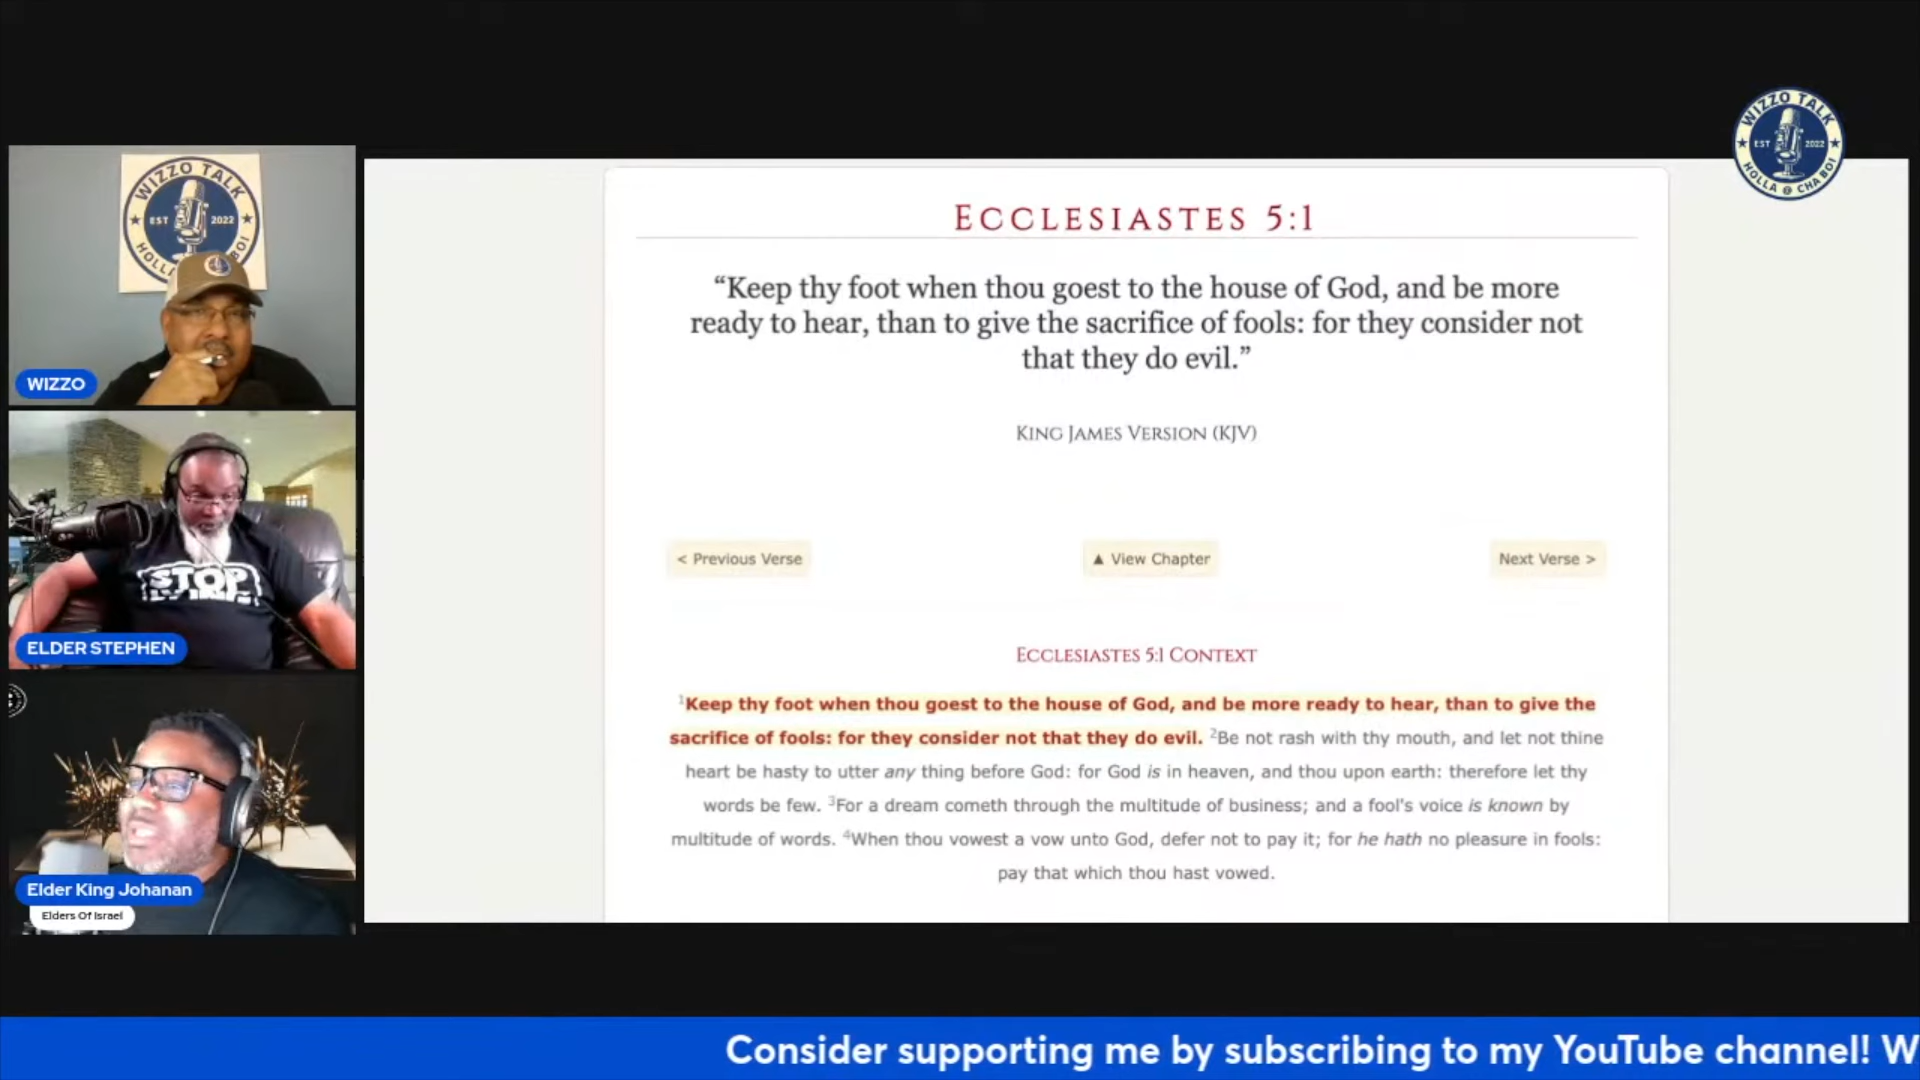 WIZZO TALK
EST 2022
HOLLA @ CHA BOI
WIZZO TALK
EST 2022
WIZZO
STOP
ELDER STEPHEN
Elder King Johanan
Elders Of Israel
ECCLESIASTES 5:1
“Keep thy foot when thou goest to the house of God, and be more
ready to hear, than to give the sacrifice of fools: for they consider not
that they do evil.”
KING JAMES VERSION (KJV)
< Previous Verse
▲ View Chapter
Next Verse >
ECCLESIASTES 5:1 CONTEXT
1Keep thy foot when thou goest to the house of God, and be more ready to hear, than to give the
sacrifice of fools: for they consider not that they do evil. 2Be not rash with thy mouth, and let not thine
heart be hasty to utter any thing before God: for God is in heaven, and thou upon earth: therefore let thy
words be few. 3For a dream cometh through the multitude of business; and a fool's voice is known by
multitude of words. 4When thou vowest a vow unto God, defer not to pay it; for he hath no pleasure in fools:
pay that which thou hast vowed.
Consider supporting me by subscribing to my YouTube channel! W